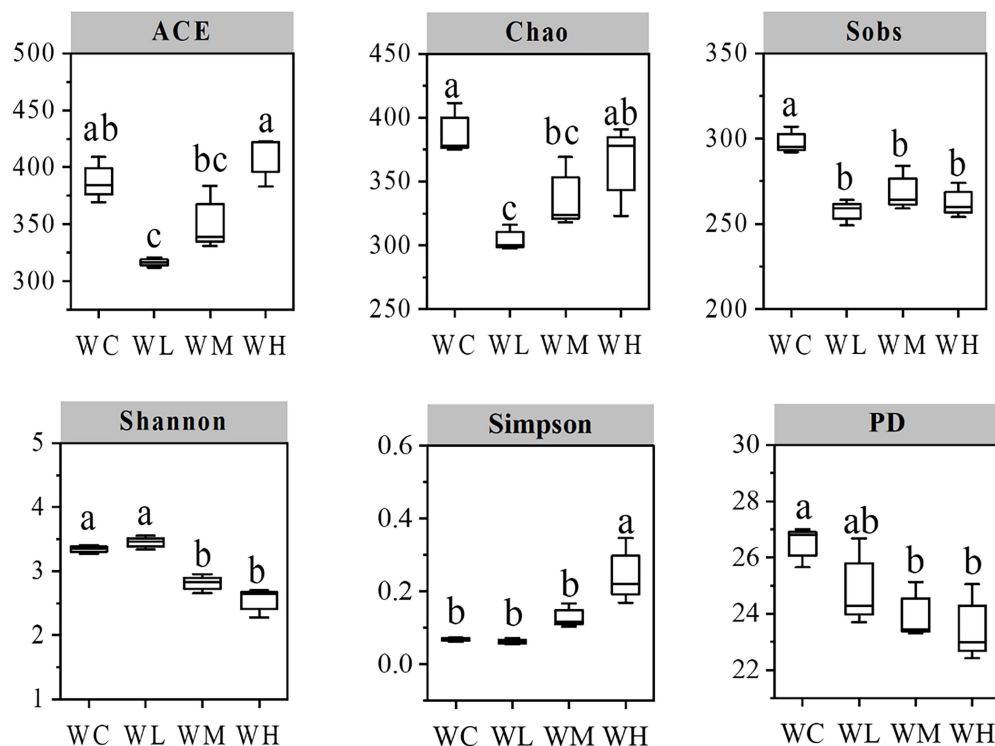 ACE
500
450
400
350
300
ab
c
bc
a
WC WL WM WH
Chao
450
400
350
300
250
a
c
bc
ab
WC WL WM WH
Sobs
350
300
250
200
a
b
b
b
WC WL WM WH
Shannon
5
4
3
2
1
a
a
b
b
WC WL WM WH
Simpson
0.6
0.4
0.2
0.0
b
b
b
a
WC WL WM WH
PD
30
28
26
24
22
a
ab
b
b
WC WL WM WH